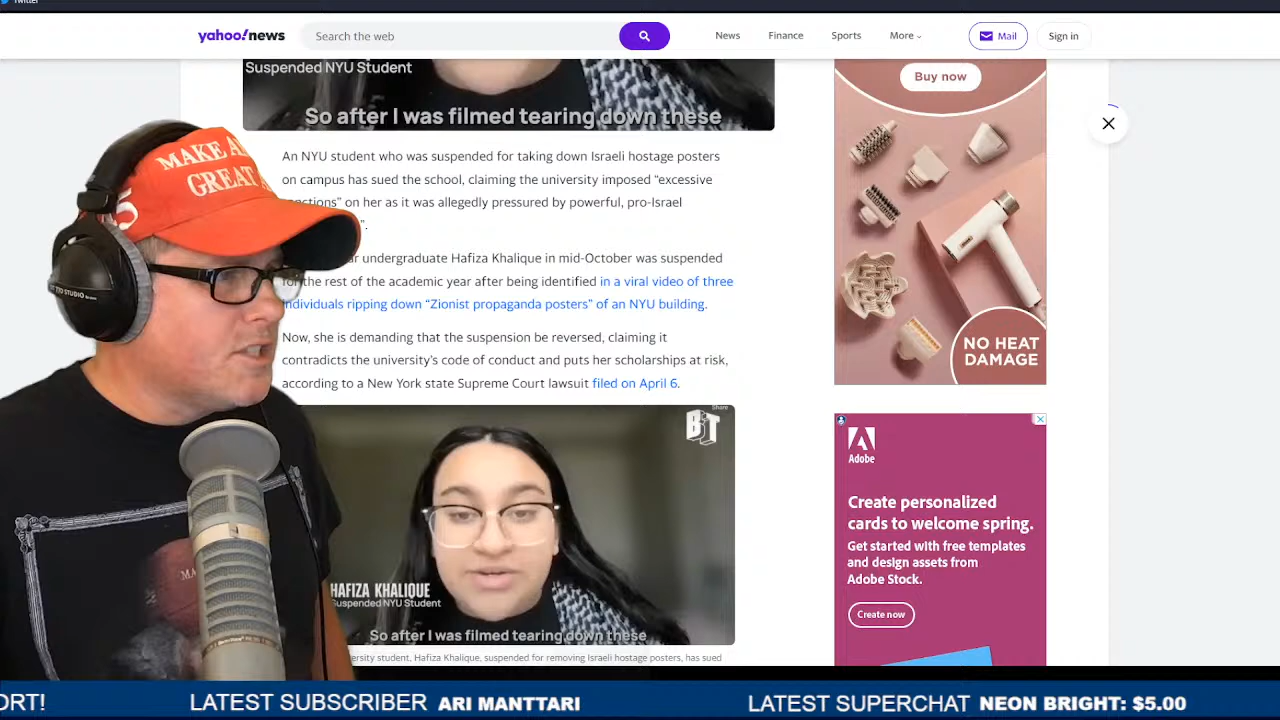 Twitter
yahoo!news
Search the web
News
Finance
Sports
More
Mail
Sign in
Suspended NYU Student
So after I was filmed tearing down these
An NYU student who was suspended for taking down Israeli hostage posters
on campus has sued the school, claiming the university imposed “excessive
on her as it was allegedly pressured by powerful, pro-Israel
”.
undergraduate Hafiza Khalique in mid-October was suspended
for the rest of the academic year after being identified in a viral video of three
individuals ripping down “Zionist propaganda posters” of an NYU building.
Now, she is demanding that the suspension be reversed, claiming it
contradicts the university’s code of conduct and puts her scholarships at risk,
according to a New York state Supreme Court lawsuit filed on April 6.
Share
BT
HAFIZA KHALIQUE
Suspended NYU Student
So after I was filmed tearing down these
student, Hafiza Khalique, suspended for removing Israeli hostage posters, has sued
Buy now
NO HEAT
DAMAGE
Adobe
Create personalized
cards to welcome spring.
Get started with free templates
and design assets from
Adobe Stock.
Create now
MAKE A
GREAT A
45
STUDIO
MA
ORT!
LATEST SUBSCRIBER ARI MANTTARI
LATEST SUPERCHAT NEON BRIGHT: $5.00